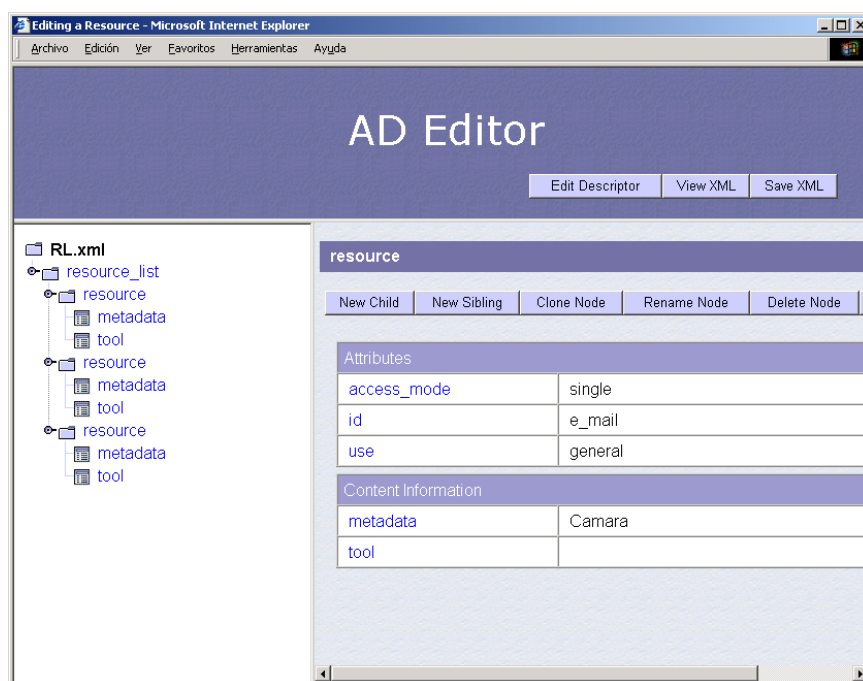 Editing a Resource - Microsoft Internet Explorer
Archivo Edición Ver Favoritos Herramientas Ayuda
AD Editor
Edit Descriptor View XML Save XML
RL.xml
resource_list
resource
metadata
tool
resource
metadata
tool
resource
metadata
tool
resource
New Child New Sibling Clone Node Rename Node Delete Node
Attributes
access_mode single
id e_mail
use general
Content Information
metadata Camara
tool